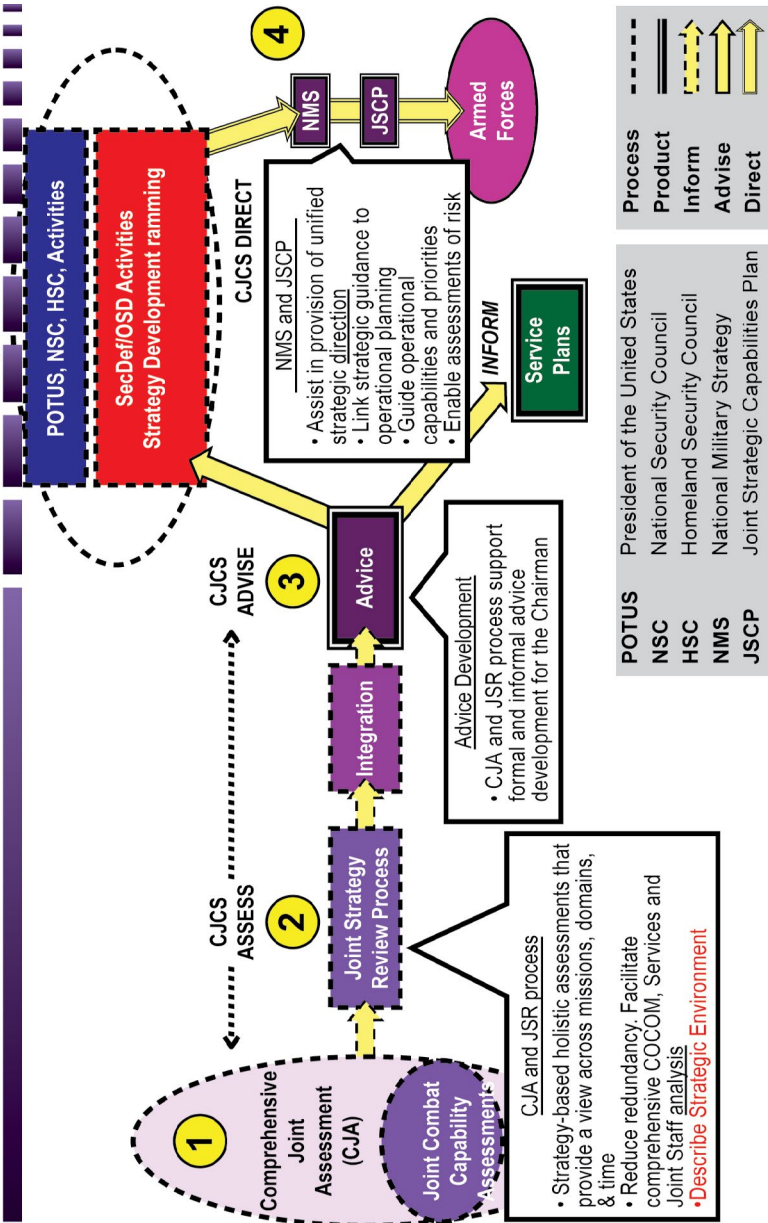 POTUS, NSC, HSC, Activities
SecDef/OSD Activities
Strategy Development ramming
CJCS
ASSESS
CJCS
ADVISE
1
Comprehensive
Joint
Assessment
(CJA)
Joint Combat
Capability
Assessments
2
Joint Strategy
Review Process
Integration
3
Advice
CJCS DIRECT
4
NMS
JSCP
Armed
Forces
NMS and JSCP
• Assist in provision of unified
strategic direction
• Link strategic guidance to
operational planning
• Guide operational
capabilities and priorities
• Enable assessments of risk
INFORM
Service
Plans
CJA and JSR process
• Strategy-based holistic assessments that
provide a view across missions, domains,
& time
• Reduce redundancy. Facilitate
comprehensive COCOM, Services and
Joint Staff analysis
•Describe Strategic Environment
Advice Development
• CJA and JSR process support
formal and informal advice
development for the Chairman
POTUS President of the United States
NSC National Security Council
HSC Homeland Security Council
NMS National Military Strategy
JSCP Joint Strategic Capabilities Plan
Process
Product
Inform
Advise
Direct